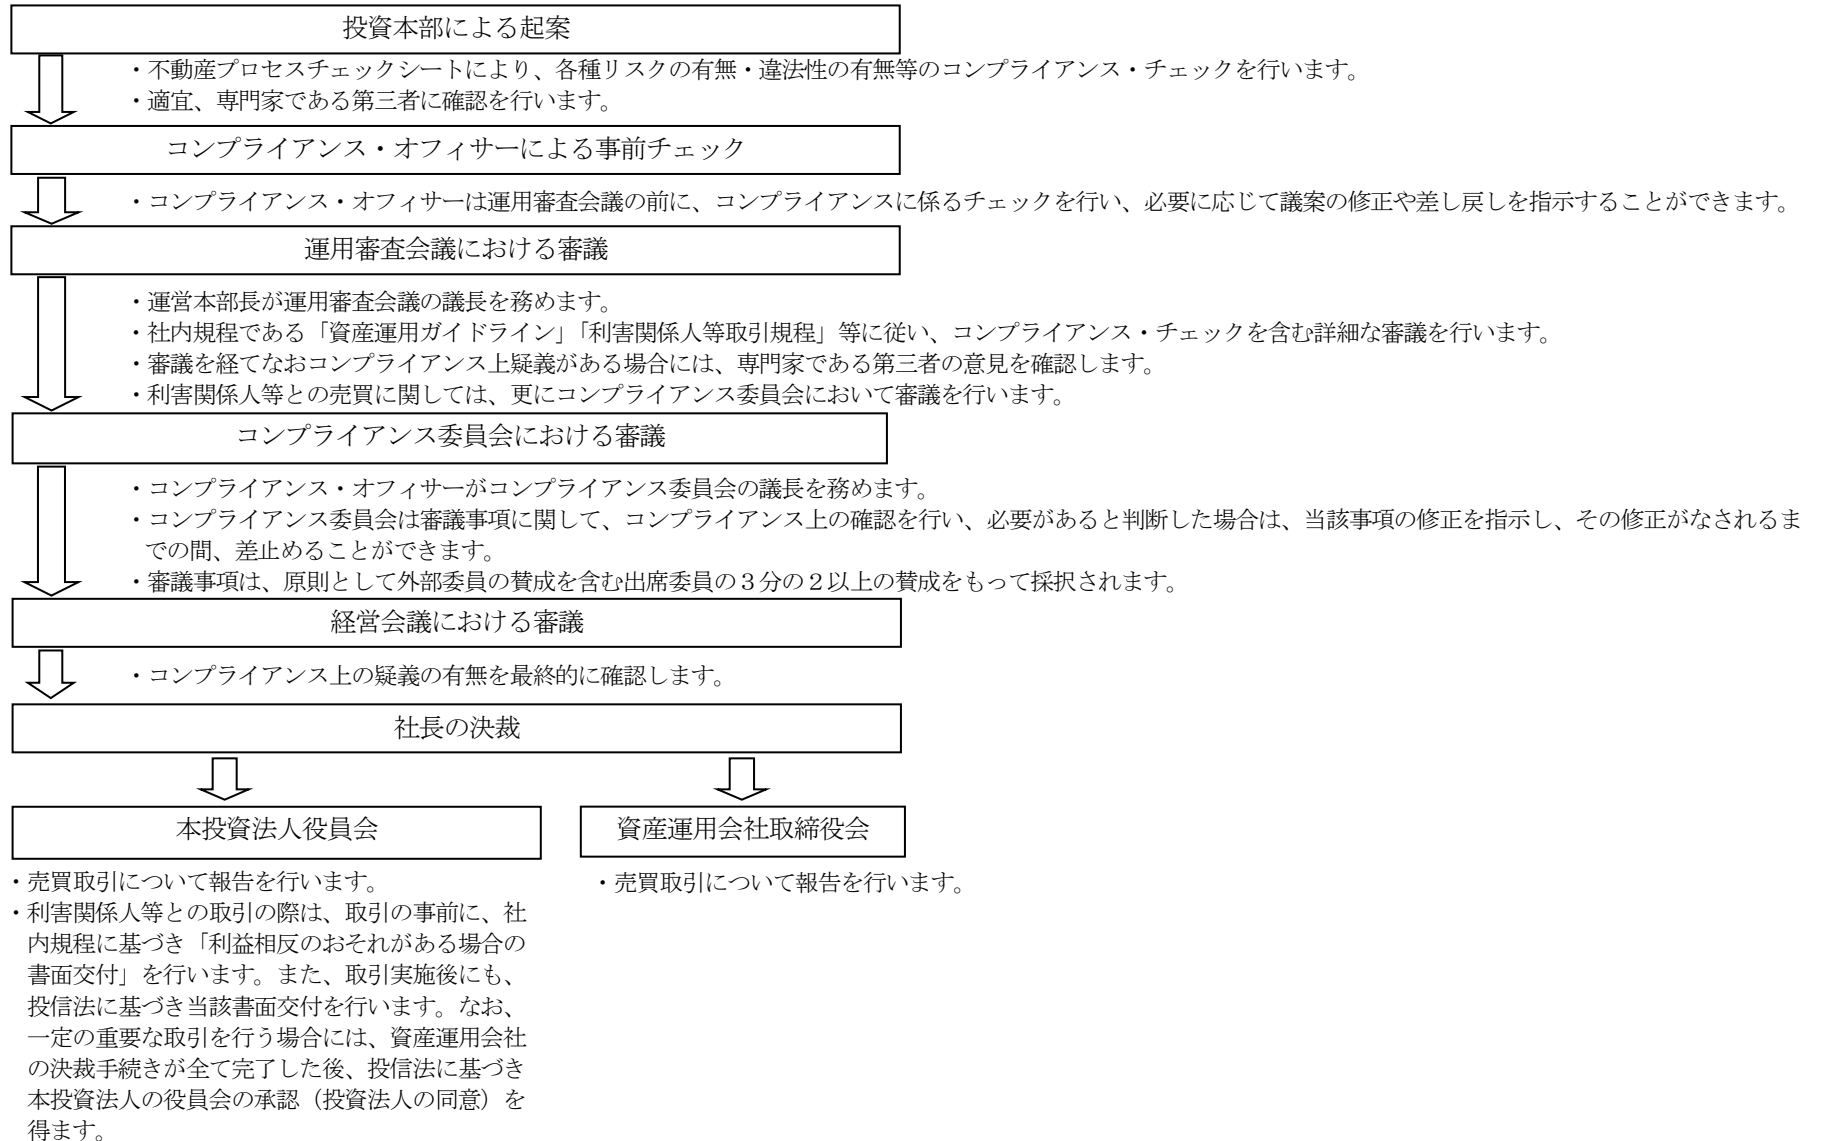 投資本部による起案
・不動産プロセスチェックシートにより、各種リスクの有無・違法性の有無等のコンプライアンス・チェックを行います。
・適宜、専門家である第三者に確認を行います。
コンプライアンス・オフィサーによる事前チェック
・コンプライアンス・オフィサーは運用審査会議の前に、コンプライアンスに係るチェックを行い、必要に応じて議案の修正や差し戻しを指示することができます。
運用審査会議における審議
・運営本部長が運用審査会議の議長を務めます。
・社内規程である「資産運用ガイドライン」「利害関係人等取引規程」等に従い、コンプライアンス・チェックを含む詳細な審議を行います。
・審議を経てなおコンプライアンス上疑義がある場合には、専門家である第三者の意見を確認します。
・利害関係人等との売買に関しては、更にコンプライアンス委員会において審議を行います。
コンプライアンス委員会における審議
・コンプライアンス・オフィサーがコンプライアンス委員会の議長を務めます。
・コンプライアンス委員会は審議事項に関して、コンプライアンス上の確認を行い、必要があると判断した場合は、当該事項の修正を指示し、その修正がなされるま
での間、差止めることができます。
・審議事項は、原則として外部委員の賛成を含む出席委員の３分の２以上の賛成をもって採択されます。
経営会議における審議
・コンプライアンス上の疑義の有無を最終的に確認します。
社長の決裁
本投資法人役員会
・売買取引について報告を行います。
・利害関係人等との取引の際は、取引の事前に、社
内規程に基づき「利益相反のおそれがある場合の
書面交付」を行います。また、取引実施後にも、
投信法に基づき当該書面交付を行います。なお、
一定の重要な取引を行う場合には、資産運用会社
の決裁手続きが全て完了した後、投信法に基づき
本投資法人の役員会の承認（投資法人の同意）を
得ます。
資産運用会社取締役会
・売買取引について報告を行います。